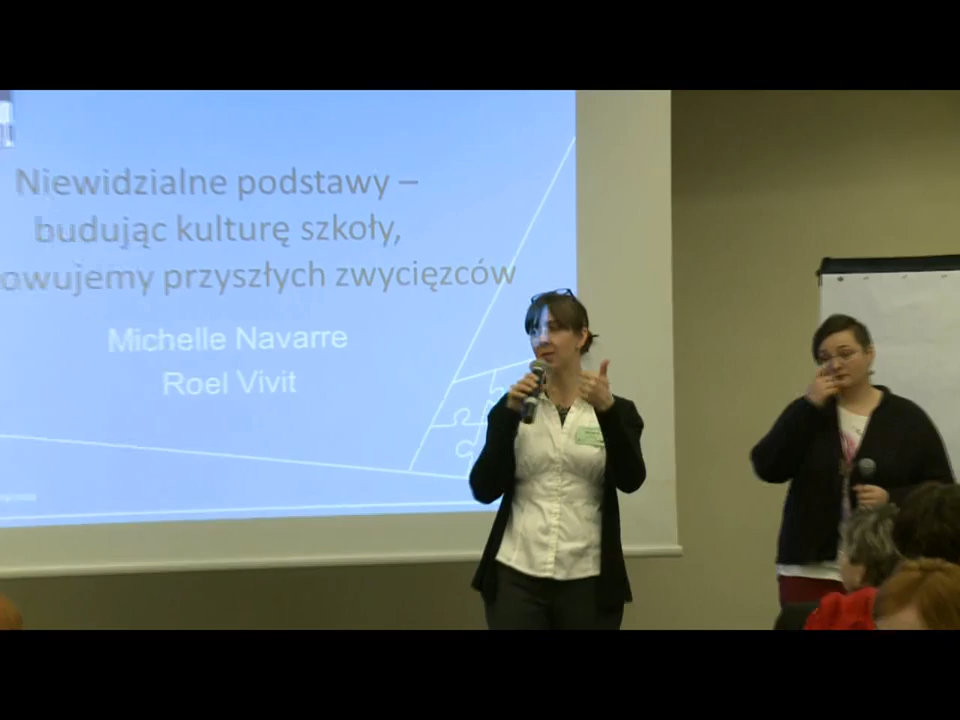 Niewidzialne podstawy –
budując kulturę szkoły,
owujemy przyszłych zwycięzców
Michelle Navarre
Roel Vivit